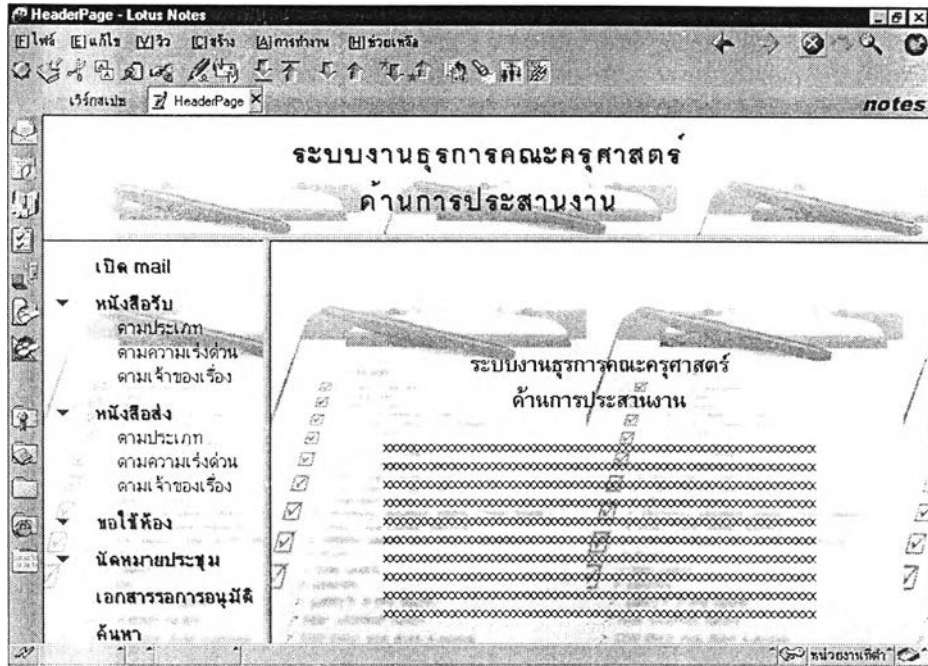 HeaderPage - Lotus Notes
[F]ไฟล์ [E]แก้ไข [V]วิว [C]สร้าง [A]การทำงาน [H]ช่วยเหลือ
เวิร์กสเปซ HeaderPage notes
ระบบงานธุรการคณะครุศาสตร์
ด้านการประสานงาน
เปิด mail
หนังสือรับ
ตามประเภท
ตามความเร่งด่วน
ตามเจ้าของเรื่อง
หนังสือส่ง
ตามประเภท
ตามความเร่งด่วน
ตามเจ้าของเรื่อง
ขอใช้ห้อง
นัดหมายประชุม
เอกสารรอการอนุมัติ
ค้นหา
ระบบงานธุรการคณะครุศาสตร์
ด้านการประสานงาน
xxxxxxxxxxxxxxxxxxxxxxxxxxxxxxxxxxxxxxxxxxxxxxxxxxxxxxxxxxxx
xxxxxxxxxxxxxxxxxxxxxxxxxxxxxxxxxxxxxxxxxxxxxxxxxxxxxxxxxxxx
xxxxxxxxxxxxxxxxxxxxxxxxxxxxxxxxxxxxxxxxxxxxxxxxxxxxxxxxxxxx
xxxxxxxxxxxxxxxxxxxxxxxxxxxxxxxxxxxxxxxxxxxxxxxxxxxxxxxxxxxx
xxxxxxxxxxxxxxxxxxxxxxxxxxxxxxxxxxxxxxxxxxxxxxxxxxxxxxxxxxxx
xxxxxxxxxxxxxxxxxxxxxxxxxxxxxxxxxxxxxxxxxxxxxxxxxxxxxxxxxxxx
xxxxxxxxxxxxxxxxxxxxxxxxxxxxxxxxxxxxxxxxxxxxxxxxxxxxxxxxxxxx
xxxxxxxxxxxxxxxxxxxxxxxxxxxxxxxxxxxxxxxxxxxxxxxxxxxxxxxxxxxx
xxxxxxxxxxxxxxxxxxxxxxxxxxxxxxxxxxxxxxxxxxxxxxxxxxxxxxxxxxxx
xxxxxxxxxxxxxxxxxxxxxxxxxxxxxxxxxxxxxxxxxxxxxxxxxxxxxxxxxxxx